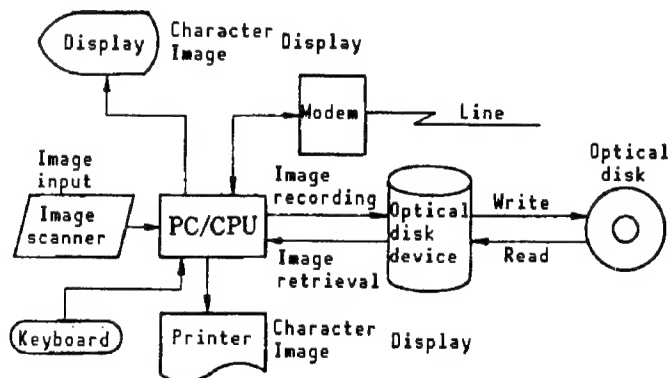 Display
Character
Image
Display
Modem
Line
Image
input
Image
scanner
PC/CPU
Image
recording
Image
retrieval
Optical
disk
device
Write
Read
Optical
disk
Keyboard
Printer
Character
Image
Display